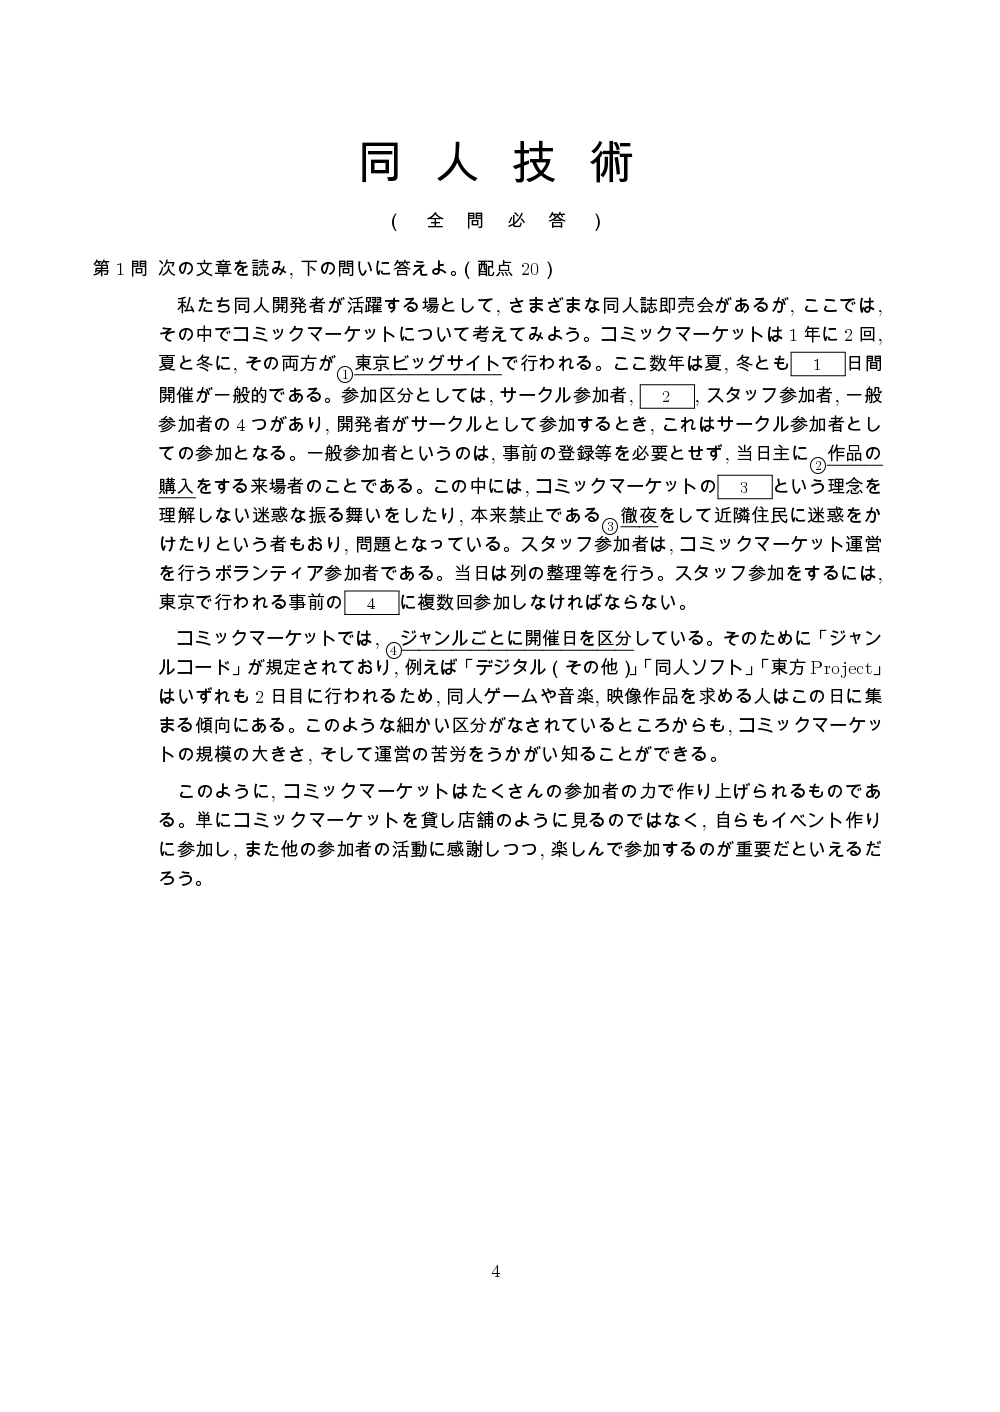 同人技術
(全問必答)
第1問 次の文章を読み, 下の問いに答えよ。(配点 20)
私たち同人開発者が活躍する場として, さまざまな同人誌即売会があるが, ここでは,
その中でコミックマーケットについて考えてみよう。コミックマーケットは1年に2回,
夏と冬に, その両方が①東京ビッグサイトで行われる。ここ数年は夏, 冬とも 1 日間
開催が一般的である。参加区分としては, サークル参加者, 2 , スタッフ参加者, 一般
参加者の4つがあり, 開発者がサークルとして参加するとき, これはサークル参加者とし
ての参加となる。一般参加者というのは, 事前の登録等を必要とせず, 当日主に②作品の
購入をする来場者のことである。この中には, コミックマーケットの 3 という理念を
理解しない迷惑な振る舞いをしたり, 本来禁止である③徹夜をして近隣住民に迷惑をか
けたりという者もおり, 問題となっている。スタッフ参加者は, コミックマーケット運営
を行うボランティア参加者である。当日は列の整理等を行う。スタッフ参加をするには,
東京で行われる事前の 4 に複数回参加しなければならない。
コミックマーケットでは, ④ジャンルごとに開催日を区分している。そのために「ジャン
ルコード」が規定されており, 例えば「デジタル(その他)」「同人ソフト」「東方Project」
はいずれも2日目に行われるため, 同人ゲームや音楽, 映像作品を求める人はこの日に集
まる傾向にある。このような細かい区分がなされているところからも, コミックマーケッ
トの規模の大きさ, そして運営の苦労をうかがい知ることができる。
このように, コミックマーケットはたくさんの参加者の力で作り上げられるものであ
る。単にコミックマーケットを貸し店舗のように見るのではなく, 自らもイベント作り
に参加し, また他の参加者の活動に感謝しつつ, 楽しんで参加するのが重要だといえるだ
ろう。
4